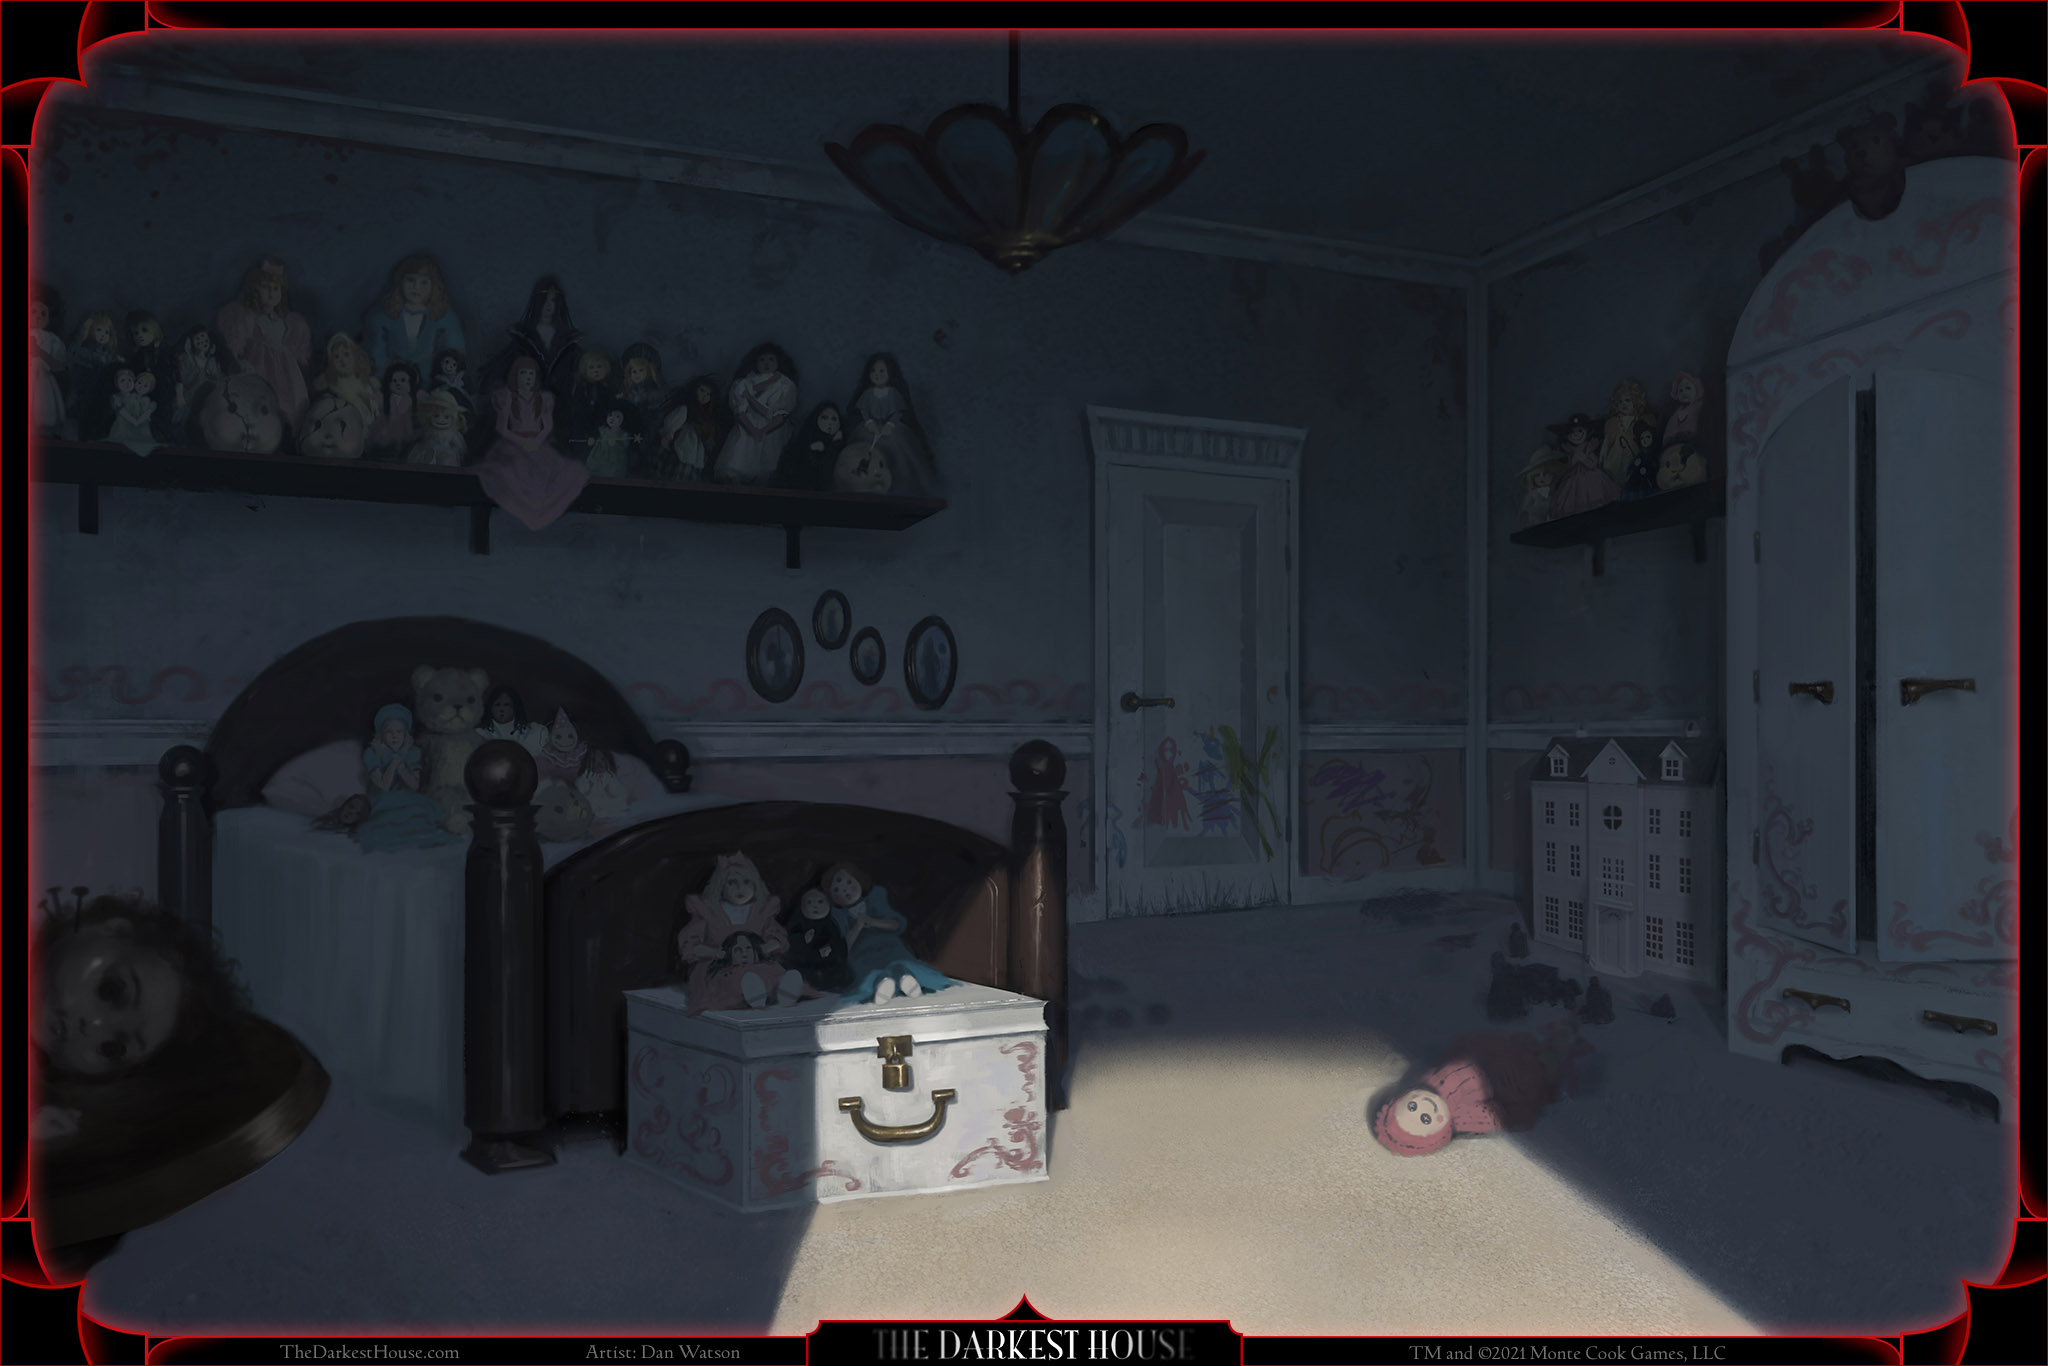 THE DARKEST HOUSE
TheDarkestHouse.com
Artist: Dan Watson
TM and ©2021 Monte Cook Games, LLC